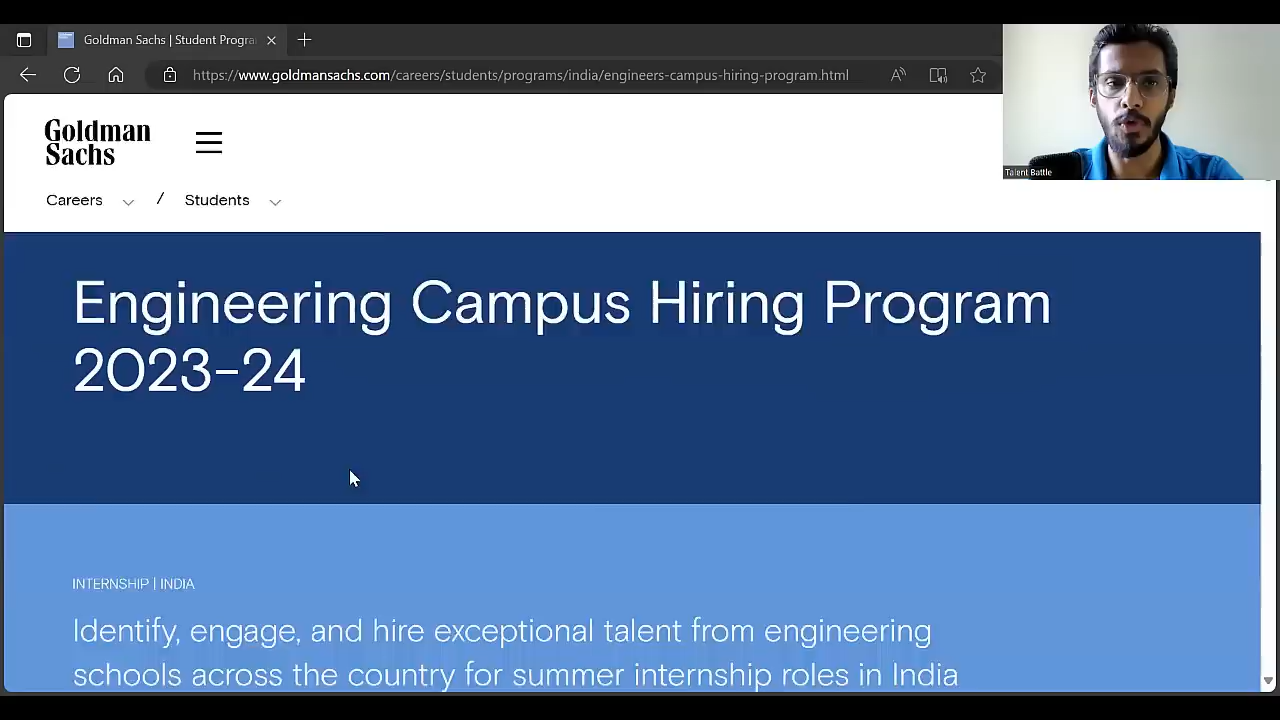 Goldman Sachs | Student Progra
https://www.goldmansachs.com/careers/students/programs/india/engineers-campus-hiring-program.html
Talent Battle
Goldman
Sachs
Careers / Students
Engineering Campus Hiring Program
2023-24
INTERNSHIP | INDIA
Identify, engage, and hire exceptional talent from engineering
schools across the country for summer internship roles in India